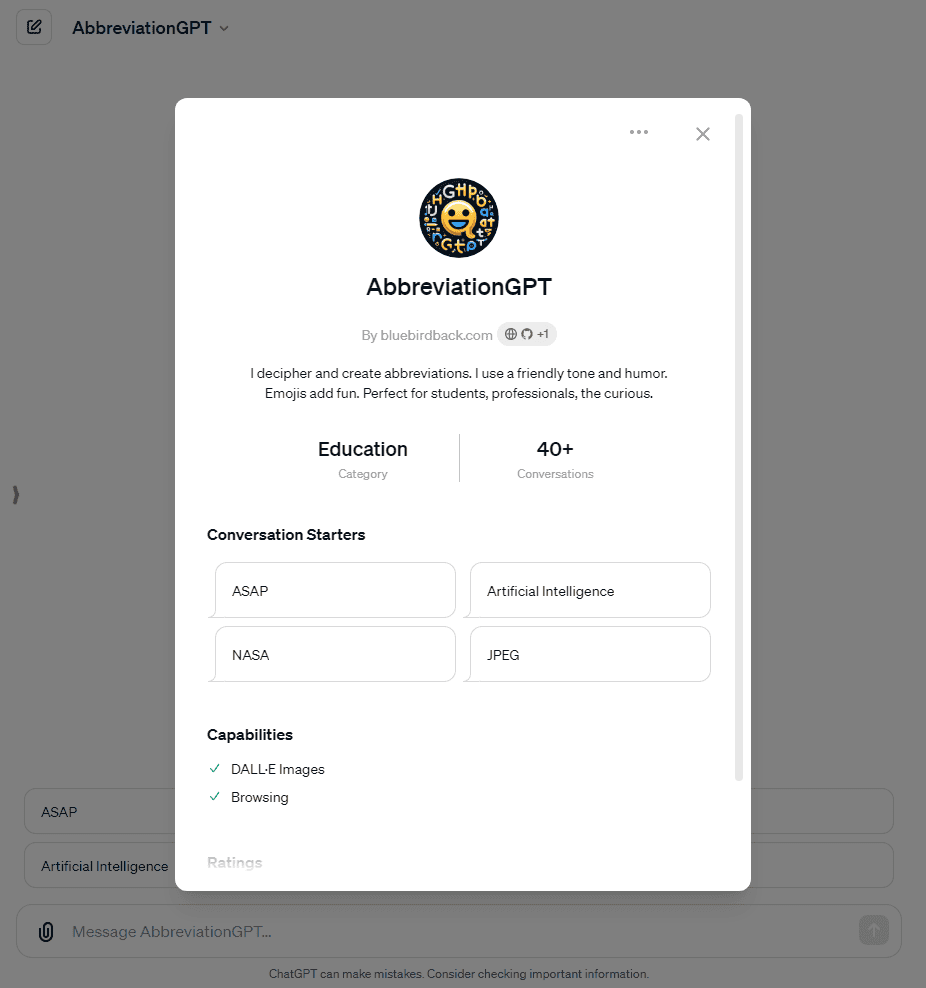 AbbreviationGPT
AbbreviationGPT
By bluebirdback.com +1
I decipher and create abbreviations. I use a friendly tone and humor.
Emojis add fun. Perfect for students, professionals, the curious.
Education 40+
Category Conversations
Conversation Starters
ASAP Artificial Intelligence
NASA JPEG
Capabilities
DALL·E Images
Browsing
Ratings
ASAP
Artificial Intelligence
Message AbbreviationGPT...
ChatGPT can make mistakes. Consider checking important information.